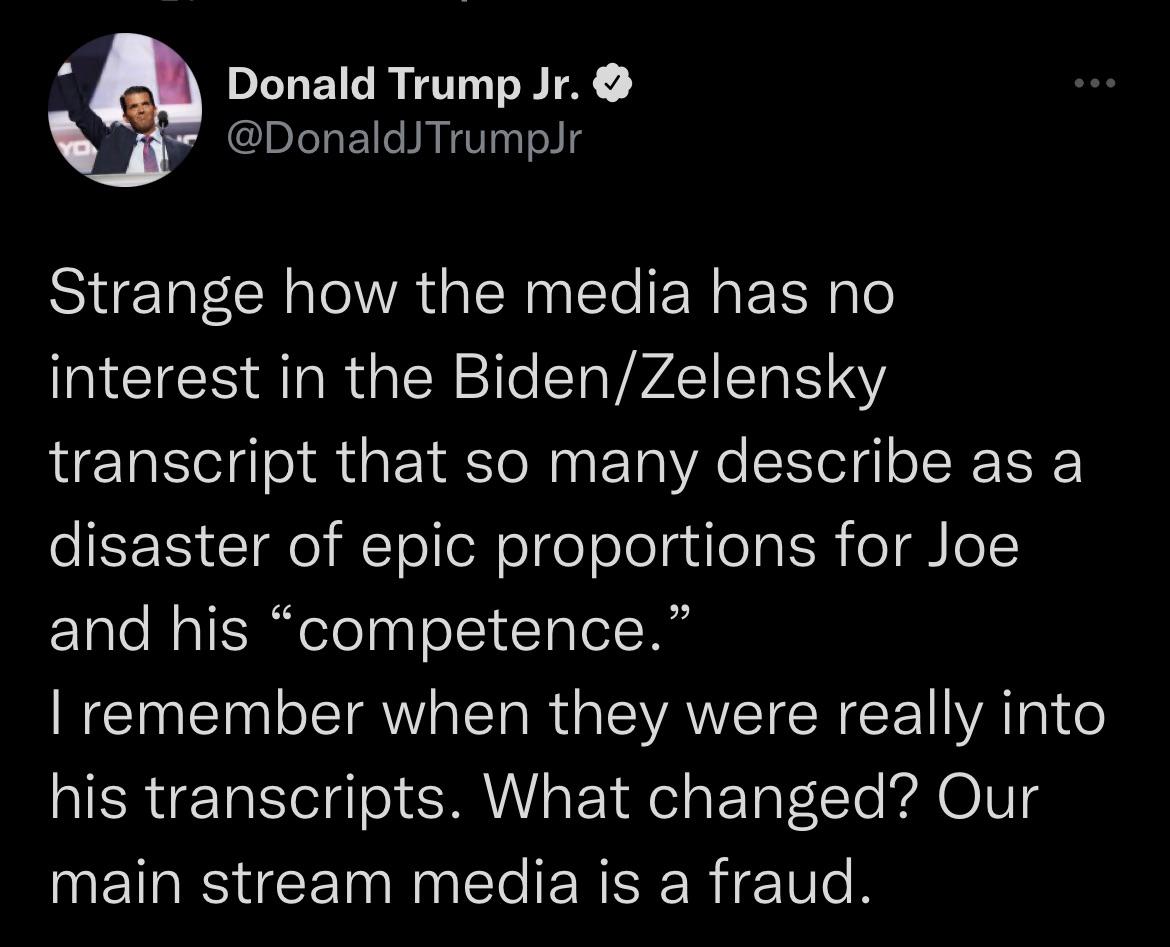 Donald Trump Jr.
@DonaldJTrumpJr
Strange how the media has no
interest in the Biden/Zelensky
transcript that so many describe as a
disaster of epic proportions for Joe
and his “competence.”
I remember when they were really into
his transcripts. What changed? Our
main stream media is a fraud.